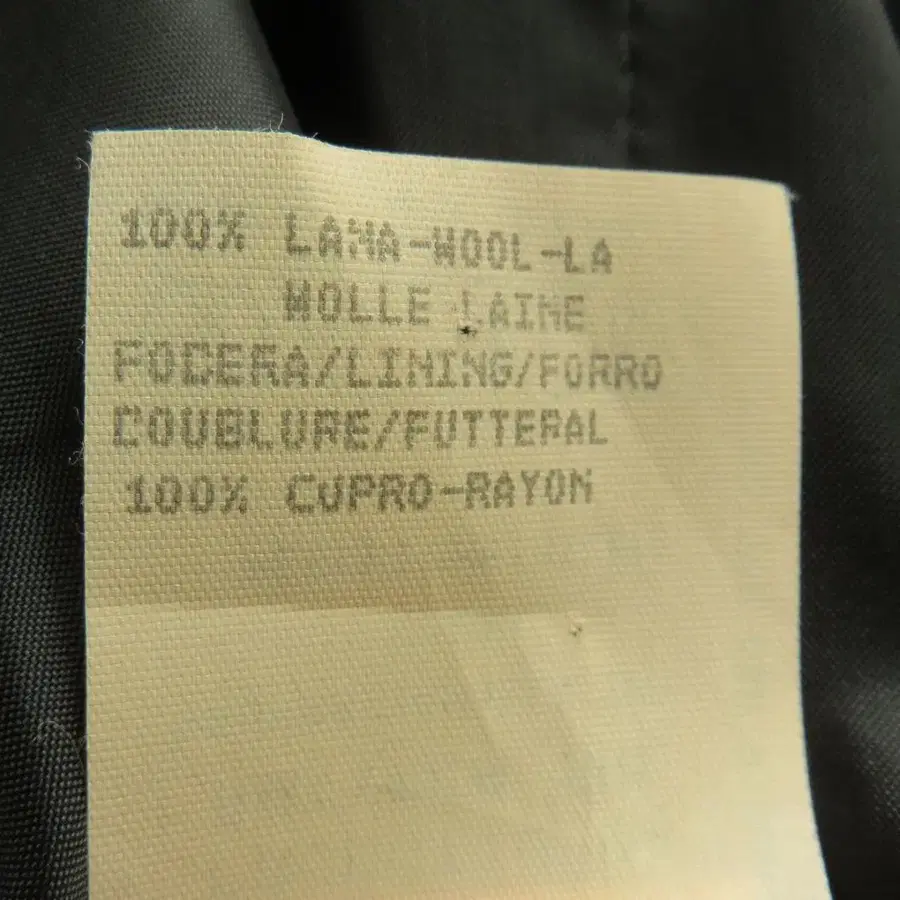 100% LANA-WOOL-LA
WOLLE LAINE
FODERA/LINING/FORRO
DOUBLURE/FUTTERAL
100% CUPRO-RAYON